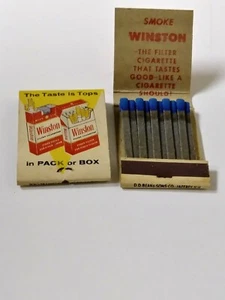 The Taste is Tops
Winston
Winston
in PACK or BOX
SMOKE
WINSTON
THE FILTER
CIGARETTE
THAT TASTES
GOOD-LIKE A
CIGARETTE
SHOULD!